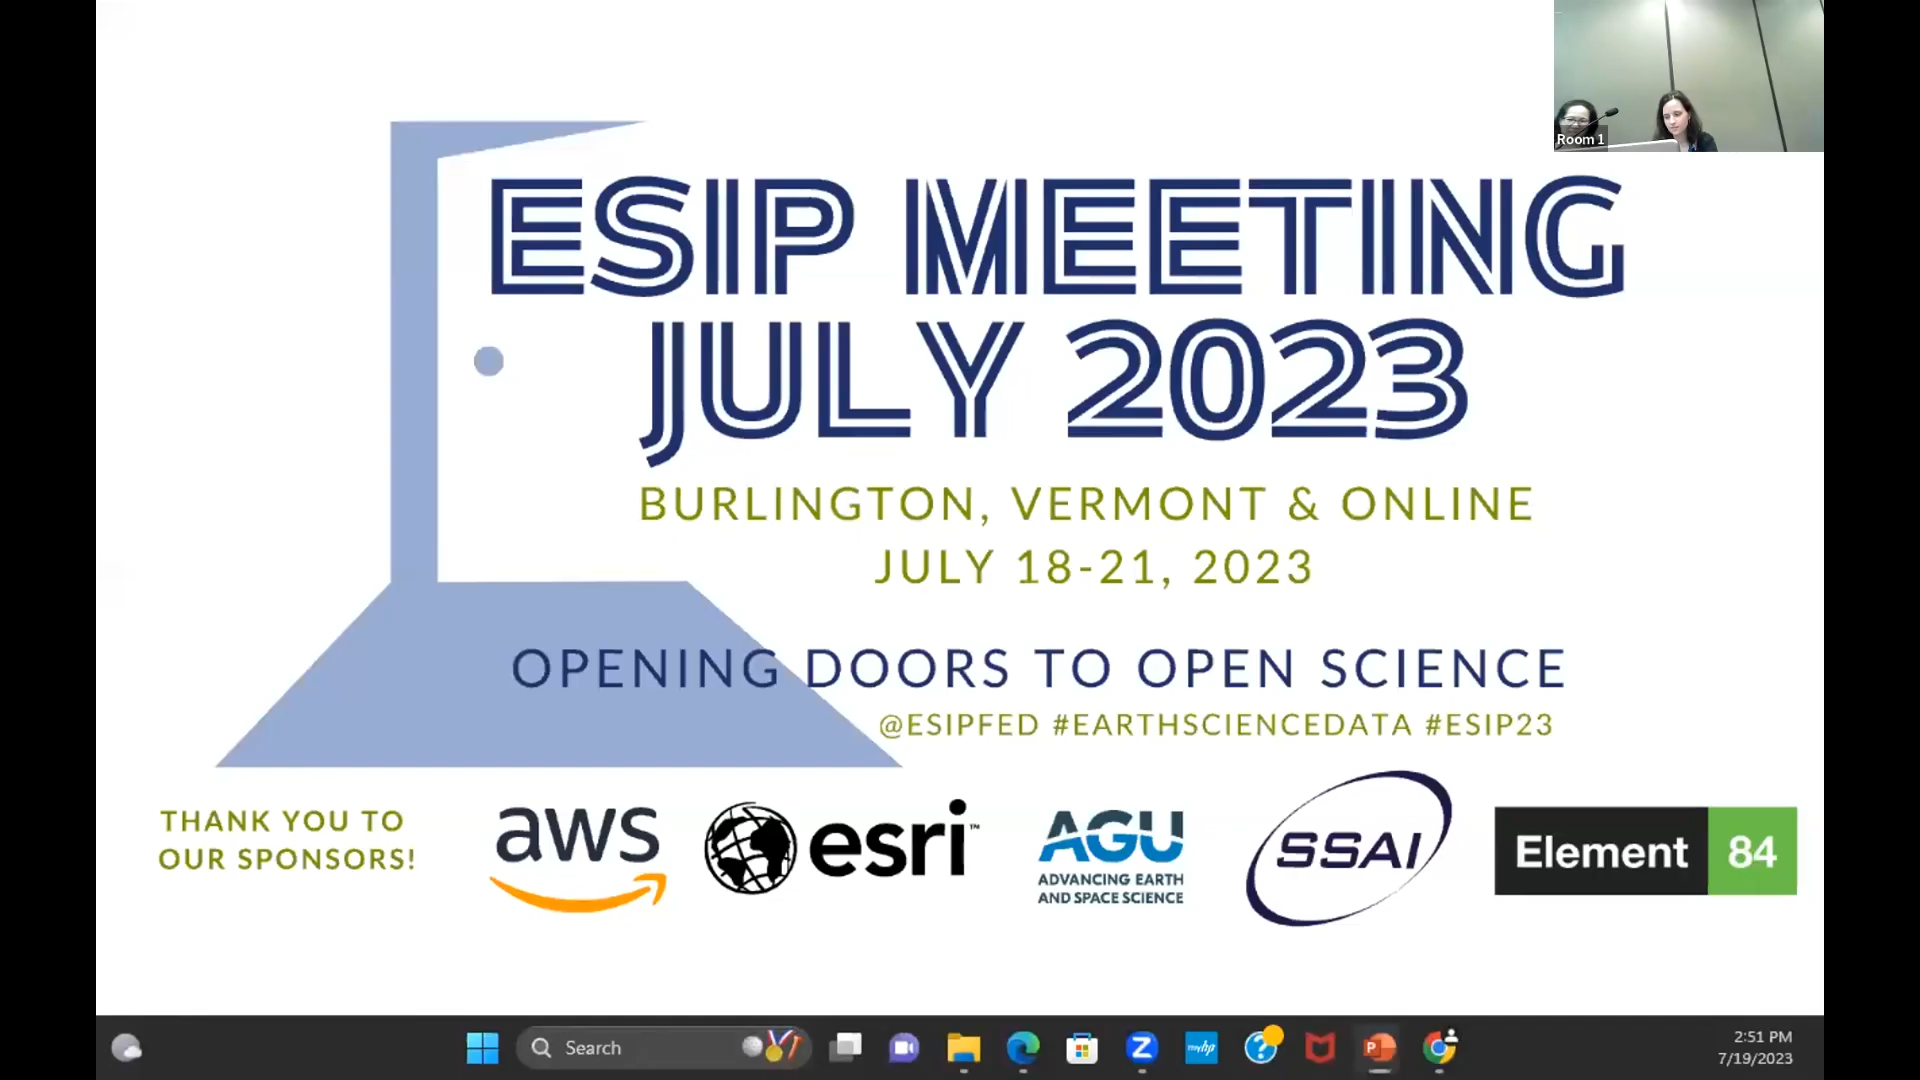 Room 1
ESIP MEETING
JULY 2023
BURLINGTON, VERMONT & ONLINE
JULY 18-21, 2023
OPENING DOORS TO OPEN SCIENCE
@ESIPFED #EARTHSCIENCEDATA #ESIP23
THANK YOU TO
OUR SPONSORS!
aws
esri™
AGU
ADVANCING EARTH
AND SPACE SCIENCE
SSAI
Element 84
Search
Z
myhp
?
P
2:51 PM
7/19/2023